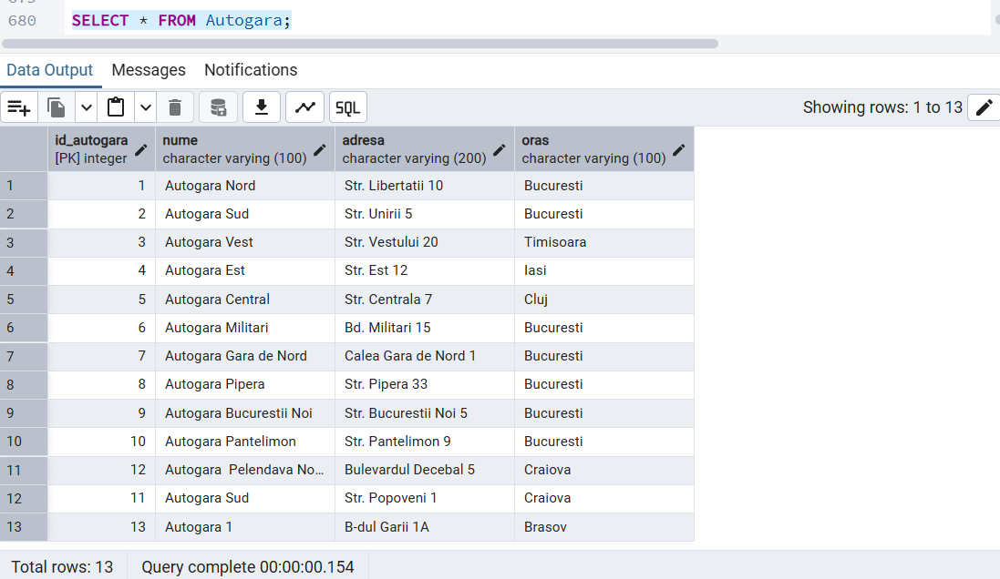 680 SELECT * FROM Autogara;
Data Output Messages Notifications
SQL Showing rows: 1 to 13
id_autogara nume adresa oras
[PK] integer character varying (100) character varying (200) character varying (100)
1 1 Autogara Nord Str. Libertatii 10 Bucuresti
2 2 Autogara Sud Str. Unirii 5 Bucuresti
3 3 Autogara Vest Str. Vestului 20 Timisoara
4 4 Autogara Est Str. Est 12 Iasi
5 5 Autogara Central Str. Centrala 7 Cluj
6 6 Autogara Militari Bd. Militari 15 Bucuresti
7 7 Autogara Gara de Nord Calea Gara de Nord 1 Bucuresti
8 8 Autogara Pipera Str. Pipera 33 Bucuresti
9 9 Autogara Bucurestii Noi Str. Bucurestii Noi 5 Bucuresti
10 10 Autogara Pantelimon Str. Pantelimon 9 Bucuresti
11 12 Autogara  Pelendava No... Bulevardul Decebal 5 Craiova
12 11 Autogara Sud Str. Popoveni 1 Craiova
13 13 Autogara 1 B-dul Garii 1A Brasov
Total rows: 13 Query complete 00:00:00.154